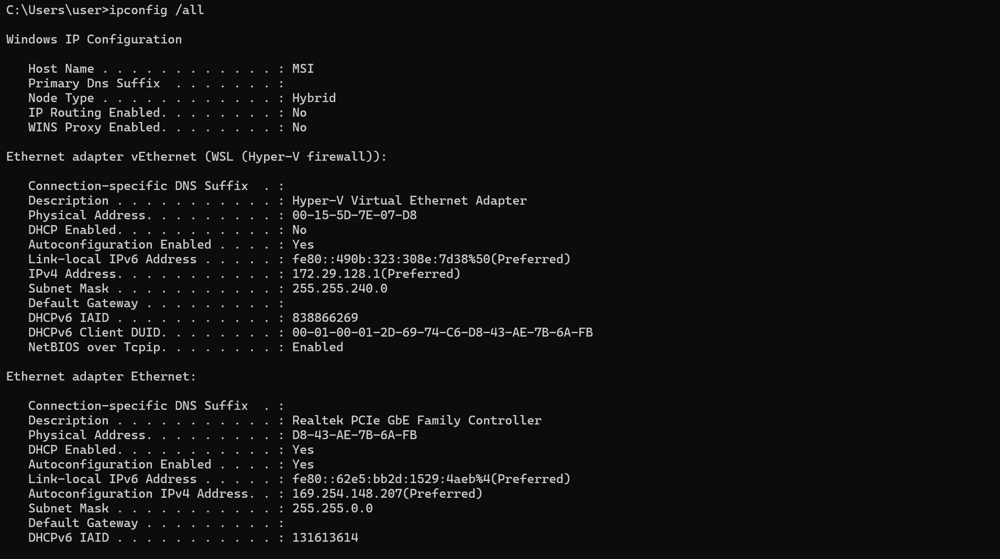 C:\Users\user>ipconfig /all
Windows IP Configuration
Host Name . . . . . . . . . . . . : MSI
Primary Dns Suffix  . . . . . . . :
Node Type . . . . . . . . . . . . : Hybrid
IP Routing Enabled. . . . . . . . : No
WINS Proxy Enabled. . . . . . . . : No
Ethernet adapter vEthernet (WSL (Hyper-V firewall)):
Connection-specific DNS Suffix  . :
Description . . . . . . . . . . . : Hyper-V Virtual Ethernet Adapter
Physical Address. . . . . . . . . : 00-15-5D-7E-07-D8
DHCP Enabled. . . . . . . . . . . : No
Autoconfiguration Enabled . . . . : Yes
Link-local IPv6 Address . . . . . : fe80::490b:323:308e:7d38%50(Preferred)
IPv4 Address. . . . . . . . . . . : 172.29.128.1(Preferred)
Subnet Mask . . . . . . . . . . . : 255.255.240.0
Default Gateway . . . . . . . . . :
DHCPv6 IAID . . . . . . . . . . . : 838866269
DHCPv6 Client DUID. . . . . . . . : 00-01-00-01-2D-69-74-C6-D8-43-AE-7B-6A-FB
NetBIOS over Tcpip. . . . . . . . : Enabled
Ethernet adapter Ethernet:
Connection-specific DNS Suffix  . :
Description . . . . . . . . . . . : Realtek PCIe GbE Family Controller
Physical Address. . . . . . . . . : D8-43-AE-7B-6A-FB
DHCP Enabled. . . . . . . . . . . : Yes
Autoconfiguration Enabled . . . . : Yes
Link-local IPv6 Address . . . . . : fe80::62e5:bb2d:1529:4aeb%4(Preferred)
Autoconfiguration IPv4 Address. . : 169.254.148.207(Preferred)
Subnet Mask . . . . . . . . . . . : 255.255.0.0
Default Gateway . . . . . . . . . :
DHCPv6 IAID . . . . . . . . . . . : 131613614